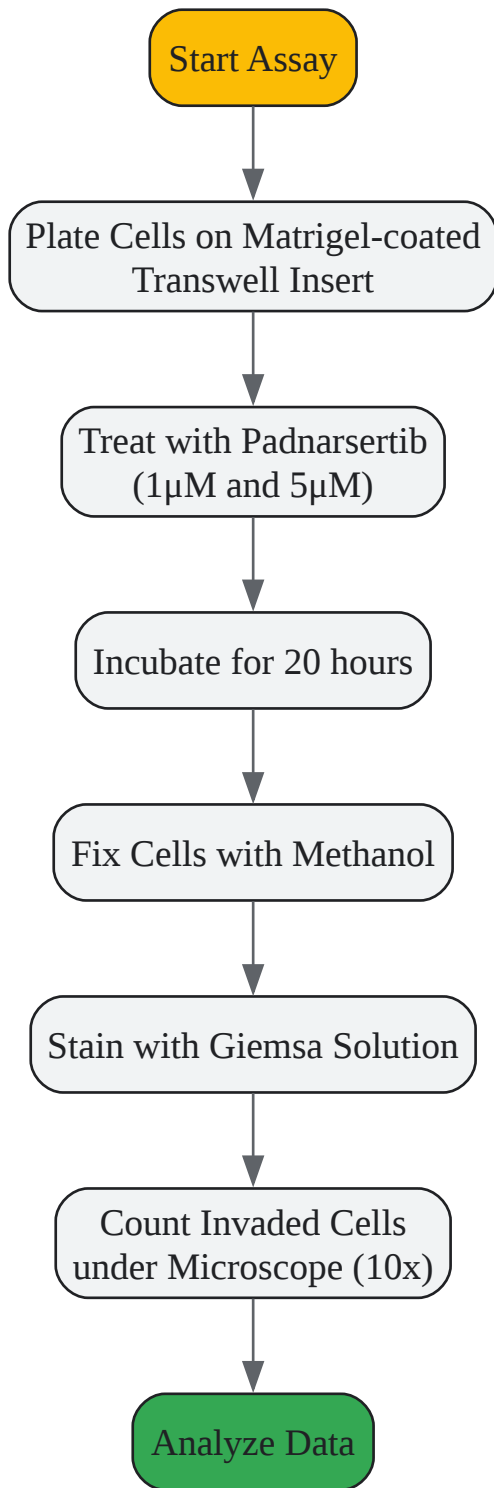 Start Assay
Plate Cells on Matrigel-coated
Transwell Insert
Treat with Padnarsertib
(1μM and 5μM)
Incubate for 20 hours
Fix Cells with Methanol
Stain with Giemsa Solution
Count Invaded Cells
under Microscope (10x)
Analyze Data